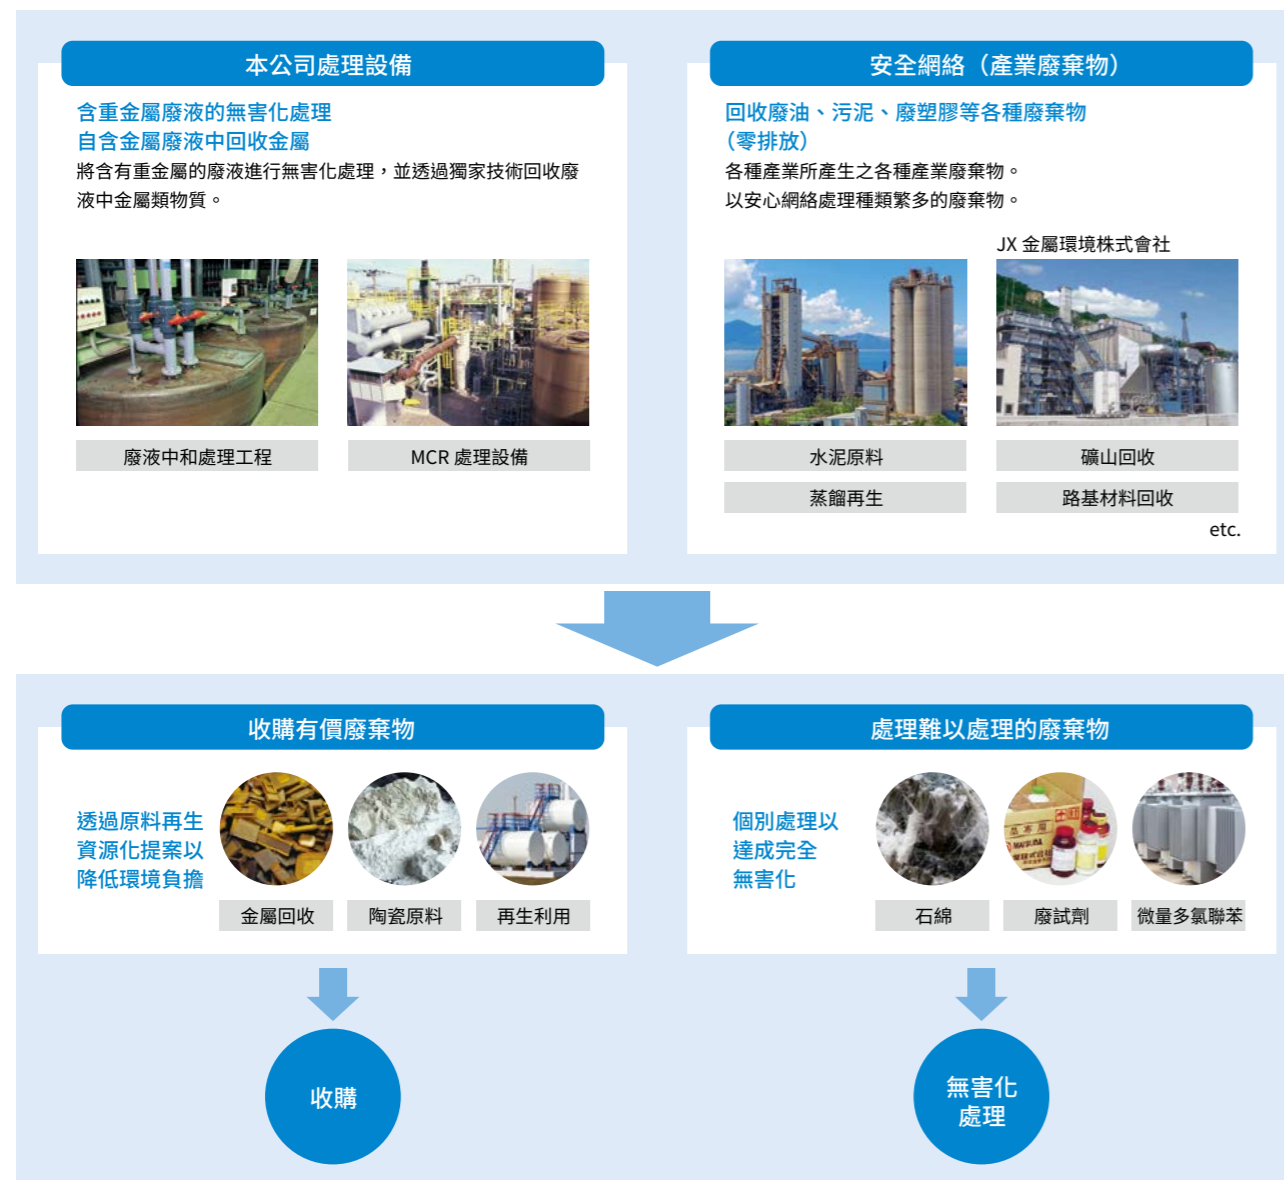 本公司處理設備
含重金屬廢液的無害化處理
自含金屬廢液中回收金屬
將含有重金屬的廢液進行無害化處理，並透過獨家技術回收廢
液中金屬類物質。
廢液中和處理工程
MCR 處理設備
安全網絡（產業廢棄物）
回收廢油、污泥、廢塑膠等各種廢棄物
（零排放）
各種產業所產生之各種產業廢棄物。
以安心網絡處理種類繁多的廢棄物。
JX 金屬環境株式會社
水泥原料
礦山回收
蒸餾再生
路基材料回收
etc.
收購有價廢棄物
透過原料再生
資源化提案以
降低環境負擔
金屬回收
陶瓷原料
再生利用
收購
處理難以處理的廢棄物
個別處理以
達成完全
無害化
石綿
廢試劑
微量多氯聯苯
無害化
處理